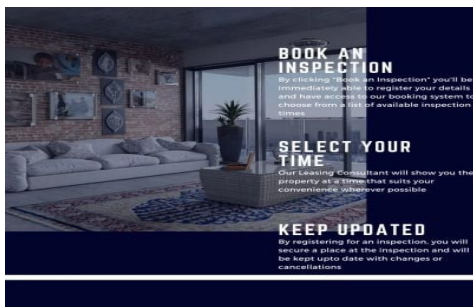 BOOK AN
INSPECTION
By clicking "Book an Inspection" you'll be
immediately able to register your details
and have access to our booking system to
choose from a list of available inspection
times
SELECT YOUR
TIME
Our Leasing Consultant will show you the
property at a time that suits your
convenience wherever possible
KEEP UPDATED
By registering for an inspection, you will
secure a place at the inspection and will
be kept upto date with changes or
cancellations